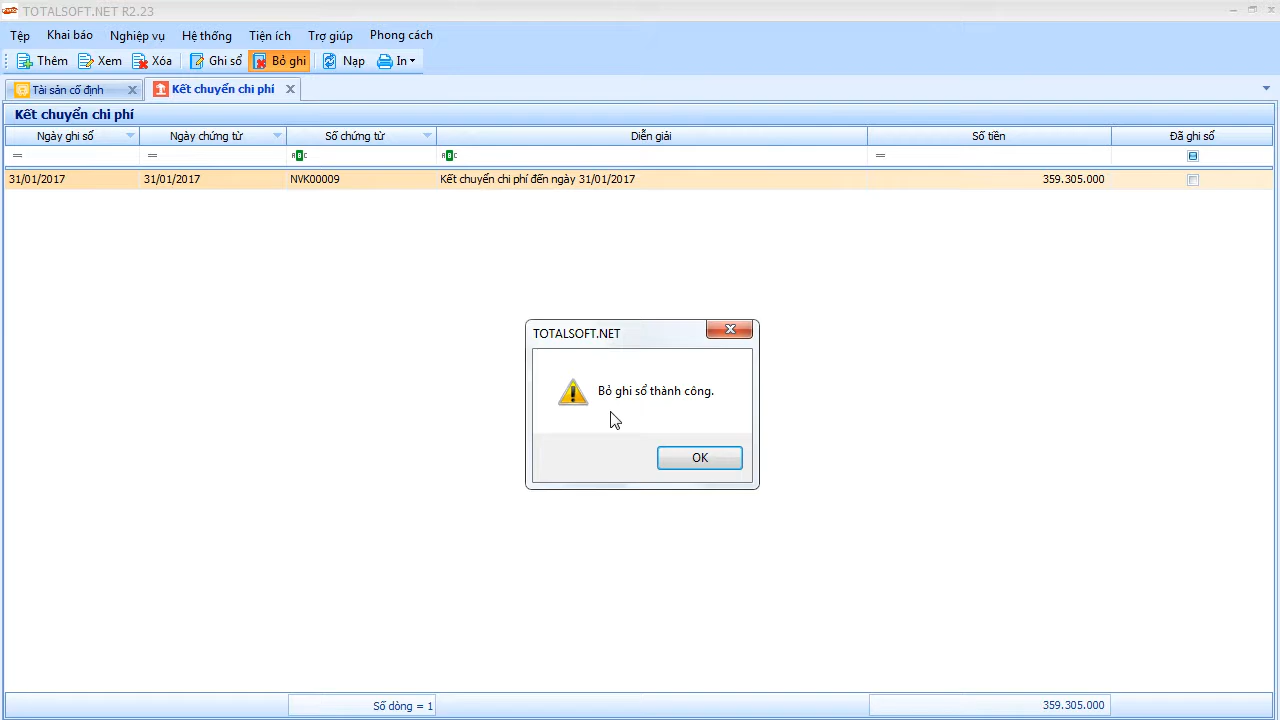 TOTALSOFT.NET R2.23
Tệp Khai báo Nghiệp vụ Hệ thống Tiện ích Trợ giúp Phong cách
Thêm Xem Xóa Ghi sổ Bỏ ghi Nạp In
Tài sản cố định Kết chuyển chi phí
Kết chuyển chi phí
Ngày ghi sổ Ngày chứng từ Số chứng từ Diễn giải Số tiền Đã ghi sổ
= = ABC ABC =
31/01/2017 31/01/2017 NVK00009 Kết chuyển chi phí đến ngày 31/01/2017 359.305.000
TOTALSOFT.NET
Bỏ ghi sổ thành công.
OK
Số dòng = 1 359.305.000